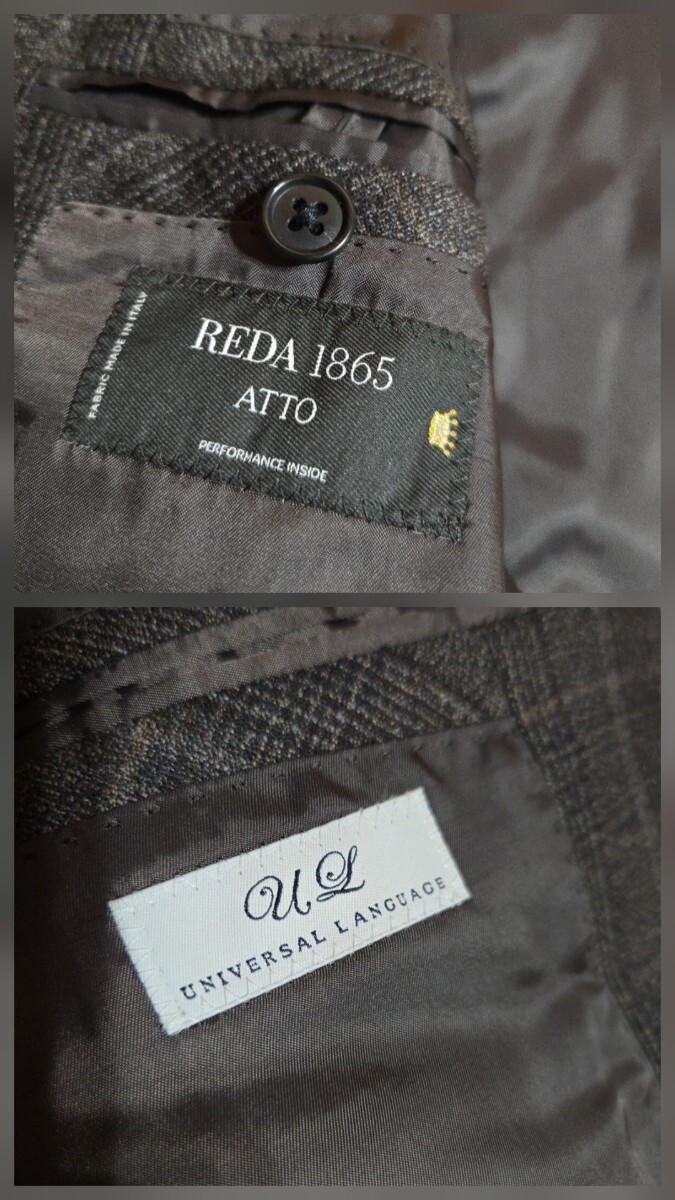 FABRIC MADE IN ITALY
REDA 1865
ATTO
PERFORMANCE INSIDE
UL
UNIVERSAL LANGUAGE